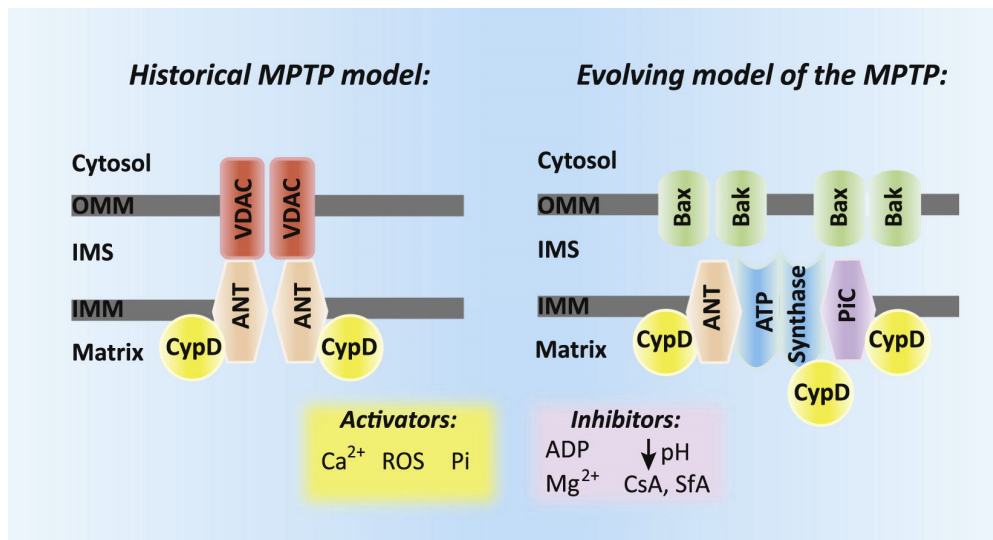 Historical MPTP model:
Cytosol
OMM
IMS
IMM
Matrix
VDAC
VDAC
ANT
ANT
CypD
CypD
Evolving model of the MPTP:
Cytosol
OMM
IMS
IMM
Matrix
Bax
Bak
Bax
Bak
ANT
ATP
Synthase
PiC
CypD
CypD
CypD
Activators:
Ca²⁺ ROS Pi
Inhibitors:
ADP ↓ pH
Mg²⁺ CsA, SfA